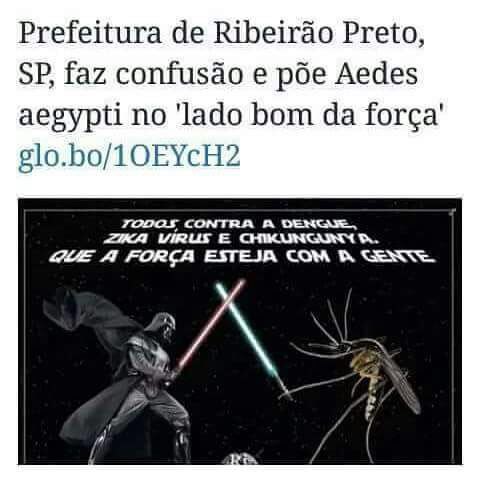 Prefeitura de Ribeirão Preto,
SP, faz confusão e põe Aedes
aegypti no 'lado bom da força'
glo.bo/1OEYcH2
TODOS CONTRA A DENGUE,
ZIKA VÍRUS E CHIKUNGUNYA.
QUE A FORÇA ESTEJA COM A GENTE